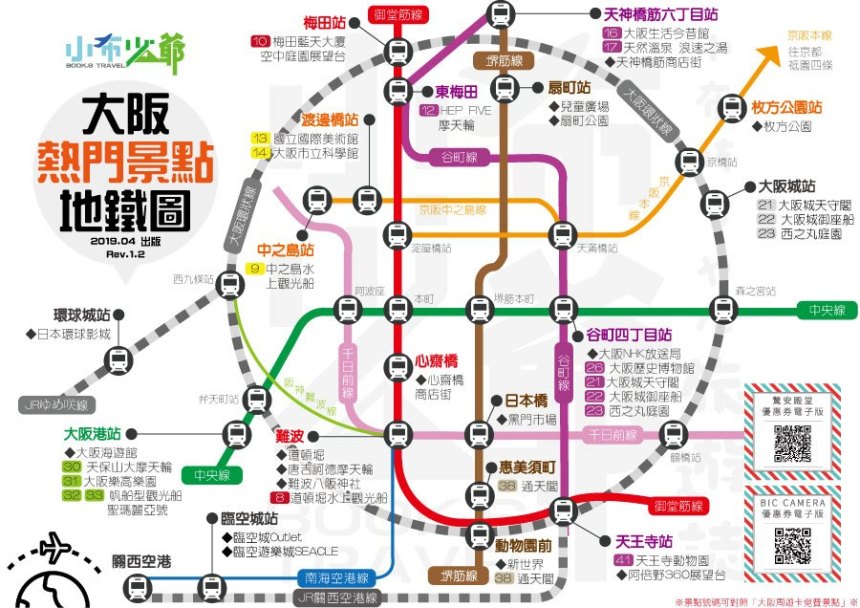 小布少爺
BOOK.S TRAVEL
大阪
熱門景點
地鐵圖
2019.04 出版
Rev.1.2
御堂筋線
梅田站
10 梅田藍天大廈
空中庭園展望台
天神橋筋六丁目站
16 大阪生活今昔館
17 天然溫泉 浪速之湯
◆天神橋筋商店街
京阪本線
往京都
祇園四條
堺筋線
東梅田
12 HEP FIVE
摩天輪
扇町站
◆兒童廣場
◆扇町公園
大阪環狀線
枚方公園站
◆枚方公園
渡邊橋站
13 國立國際美術館
14 大阪市立科學館
谷町線
京橋站
大阪環狀線
京阪中之島線
京阪本線
大阪城站
21 大阪城天守閣
22 大阪城御座船
23 西之丸庭園
中之島站
9 中之島水
上觀光船
淀屋橋站
天滿橋站
西九條站
阿波座
本町
堺筋本町
森之宮站
中央線
環球城站
◆日本環球影城
千日前線
心齋橋
◆心齋橋
商店街
谷町線
谷町四丁目站
◆大阪NHK放送局
26 大阪歷史博物館
21 大阪城天守閣
22 大阪城御座船
23 西之丸庭園
阪神難波線
JRゆめ咲線
弁天町站
日本橋
◆黑門市場
驚安殿堂
優惠券電子版
大阪港站
◆大阪海遊館
30 天保山大摩天輪
31 大阪樂高樂園
32 33 帆船型觀光船
聖瑪麗亞號
中央線
難波
◆道頓堀
◆唐吉訶德摩天輪
◆難波八阪神社
8 道頓堀水上觀光船
千日前線
鶴橋站
惠美須町
38 通天閣
御堂筋線
BIC CAMERA
優惠券電子版
臨空城站
◆臨空城Outlet
◆臨空遊樂城SEACLE
動物園前
◆新世界
38 通天閣
天王寺站
41 天王寺動物園
◆阿倍野360展望台
關西空港
南海空港線
堺筋線
JR關西空港線
※景點號碼可對照「大阪周遊卡免費景點」※